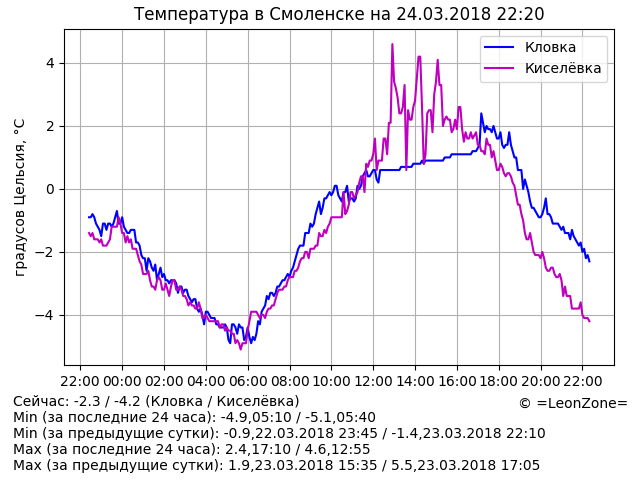 Температура в Смоленске на 24.03.2018 22:20
Кловка
Киселёвка
градусов Цельсия, °C
4
2
0
−2
−4
22:00 00:00 02:00 04:00 06:00 08:00 10:00 12:00 14:00 16:00 18:00 20:00 22:00
Сейчас: -2.3 / -4.2 (Кловка / Киселёвка)
© =LeonZone=
Min (за последние 24 часа): -4.9,05:10 / -5.1,05:40
Min (за предыдущие сутки): -0.9,22.03.2018 23:45 / -1.4,23.03.2018 22:10
Max (за последние 24 часа): 2.4,17:10 / 4.6,12:55
Max (за предыдущие сутки): 1.9,23.03.2018 15:35 / 5.5,23.03.2018 17:05